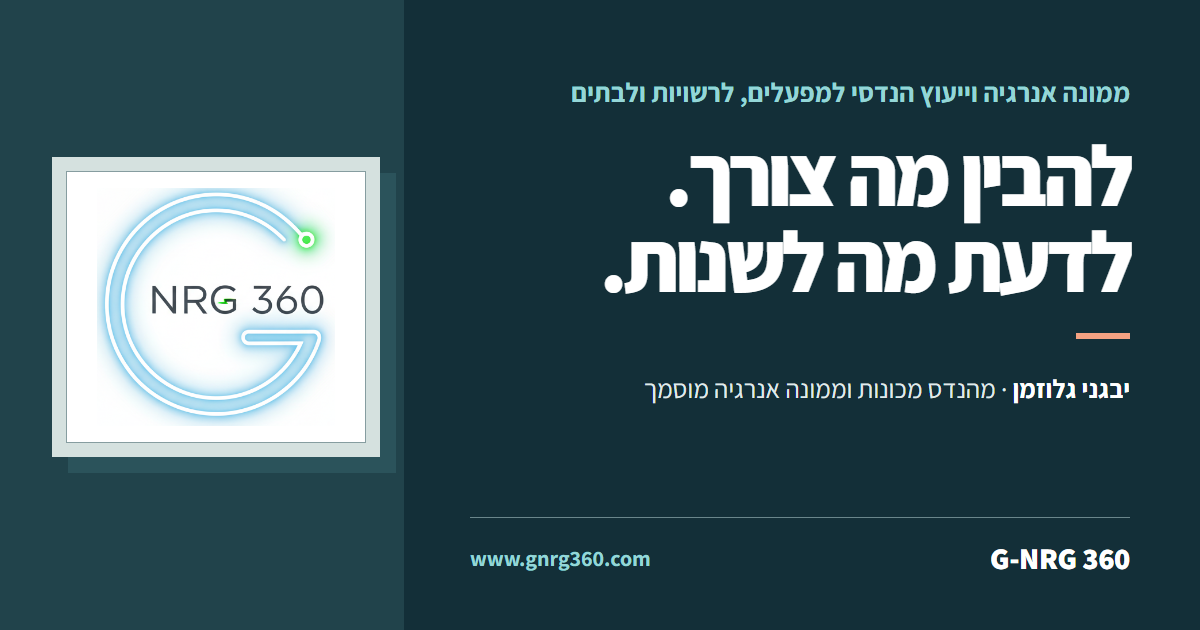 ממונה אנרגיה וייעוץ הנדסי למפעלים, לרשויות ולבתים
להבין מה צורך.
לדעת מה לשנות.
יבגני גלוזמן · מהנדס מכונות וממונה אנרגיה מוסמך
NRG 360
G-NRG 360
www.gnrg360.com